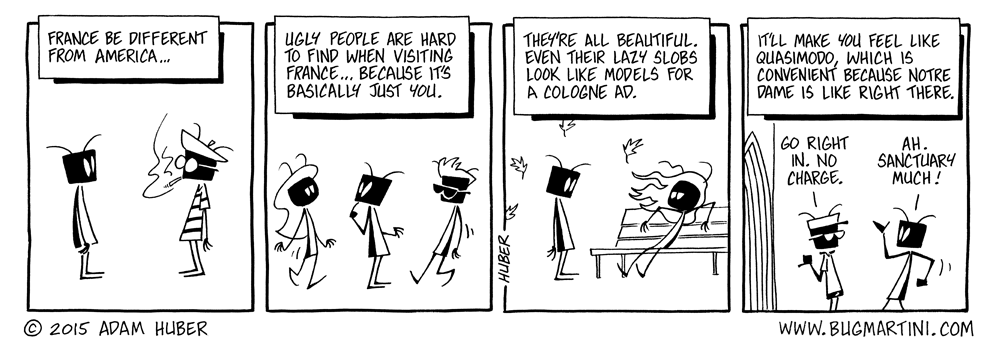 FRANCE BE DIFFERENT
FROM AMERICA...
UGLY PEOPLE ARE HARD
TO FIND WHEN VISITING
FRANCE... BECAUSE IT'S
BASICALLY JUST YOU.
THEY'RE ALL BEAUTIFUL.
EVEN THEIR LAZY SLOBS
LOOK LIKE MODELS FOR
A COLOGNE AD.
HUBER
IT'LL MAKE YOU FEEL LIKE
QUASIMODO, WHICH IS
CONVENIENT BECAUSE NOTRE
DAME IS LIKE RIGHT THERE.
GO RIGHT
IN. NO
CHARGE.
AH.
SANCTUARY
MUCH!
© 2015 ADAM HUBER
WWW.BUGMARTINI.COM